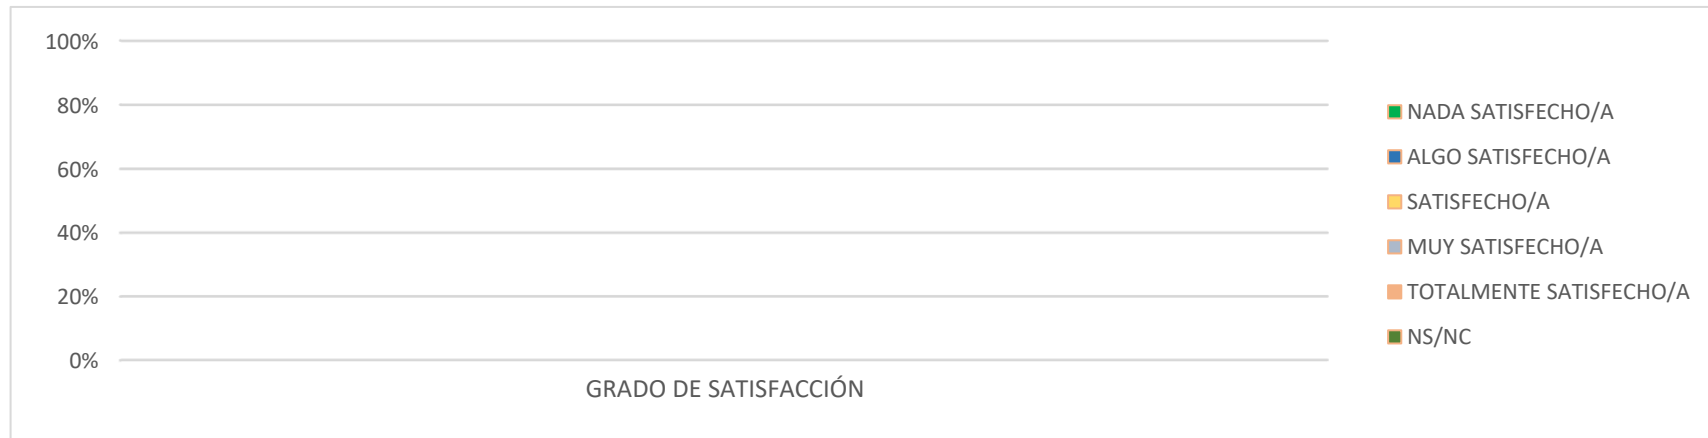 100%
80%
60%
40%
20%
0%
GRADO DE SATISFACCIÓN
NADA SATISFECHO/A
ALGO SATISFECHO/A
SATISFECHO/A
MUY SATISFECHO/A
TOTALMENTE SATISFECHO/A
NS/NC